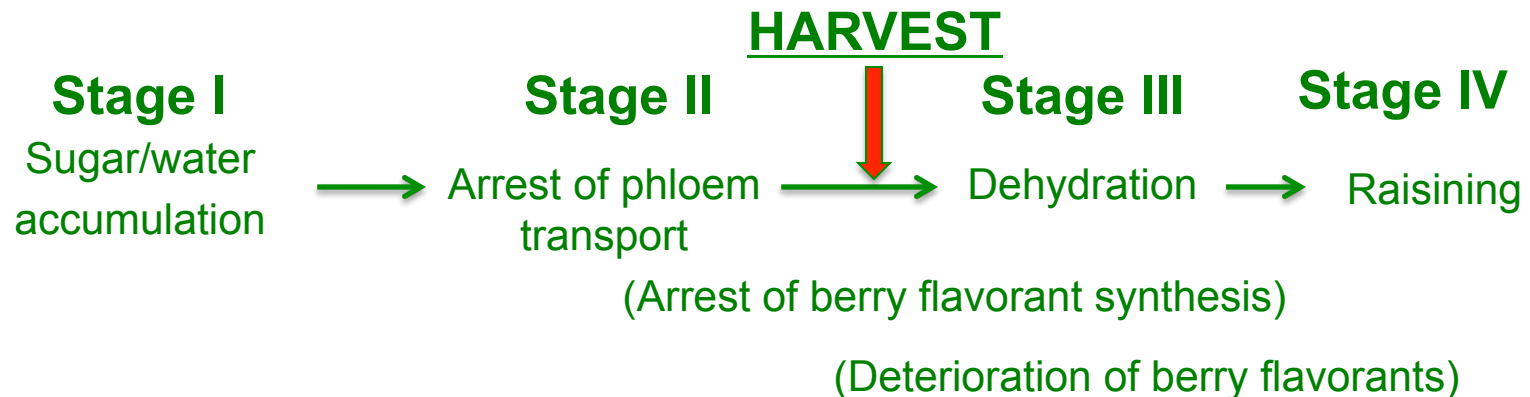 HARVEST
Stage I
Stage II
Stage III
Stage IV
Sugar/water
accumulation
Arrest of phloem
transport
Dehydration
Raisining
(Arrest of berry flavorant synthesis)
(Deterioration of berry flavorants)